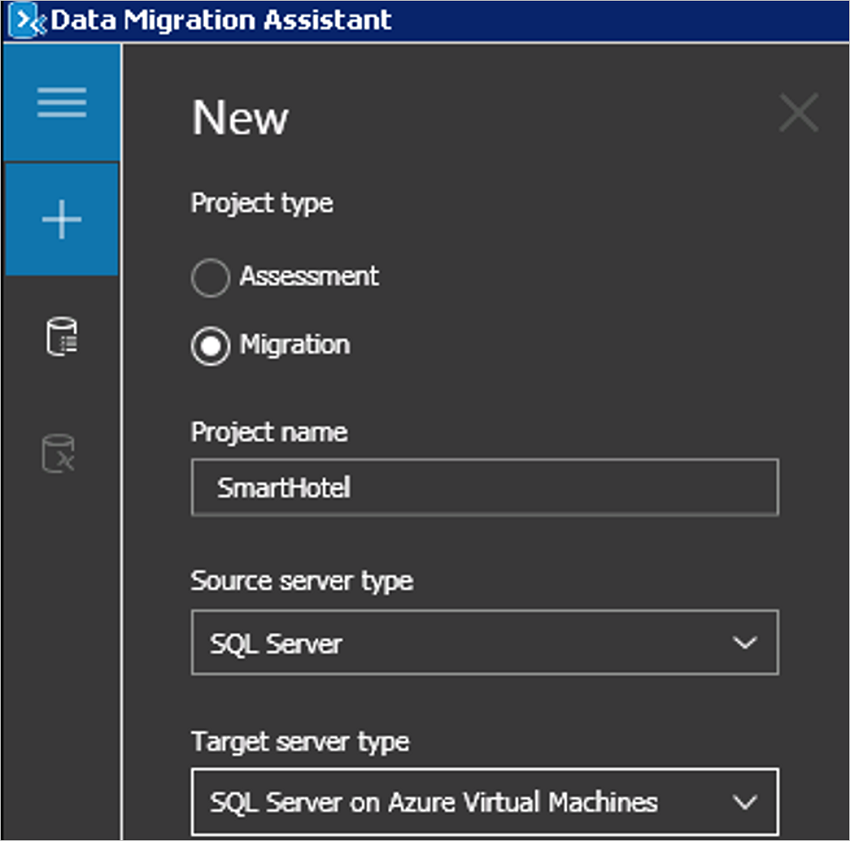 Data Migration Assistant
New
Project type
Assessment
Migration
Project name
SmartHotel
Source server type
SQL Server
Target server type
SQL Server on Azure Virtual Machines